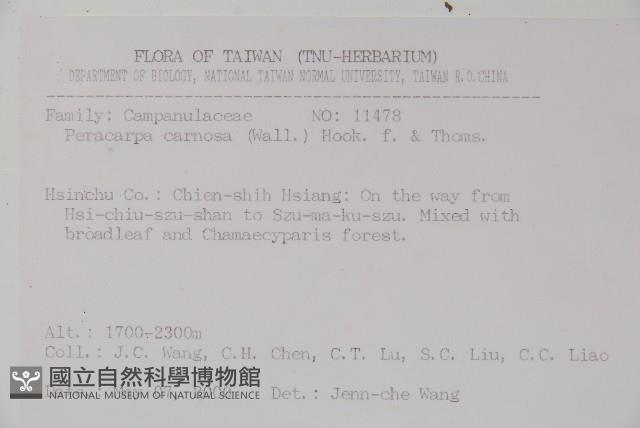 FLORA OF TAIWAN (TNU-HERBARIUM)
DEPARTMENT OF BIOLOGY, NATIONAL TAIWAN NORMAL UNIVERSITY, TAIWAN R.O.CHINA
Family: Campanulaceae NO: 11478
Peracarpa carnosa (Wall.) Hook. f. & Thoms.
Hsinchu Co.: Chien-shih Hsiang: On the way from
Hsi-chiu-szu-shan to Szu-ma-ku-szu. Mixed with
broadleaf and Chamaecyparis forest.
Alt.: 1700-2300m
Coll.: J.C. Wang, C.H. Chen, C.T. Lu, S.C. Liu, C.C. Liao
Det.: Jenn-che Wang
國立自然科學博物館
NATIONAL MUSEUM OF NATURAL SCIENCE